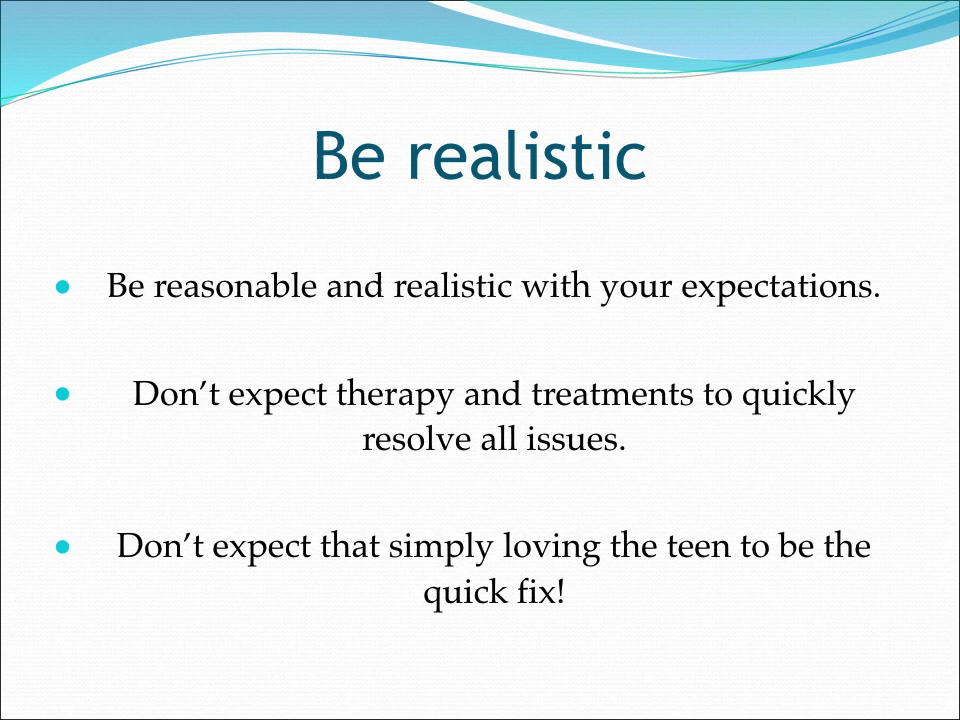 Be realistic
• Be reasonable and realistic with your expectations.
• Don’t expect therapy and treatments to quickly
resolve all issues.
• Don’t expect that simply loving the teen to be the
quick fix!